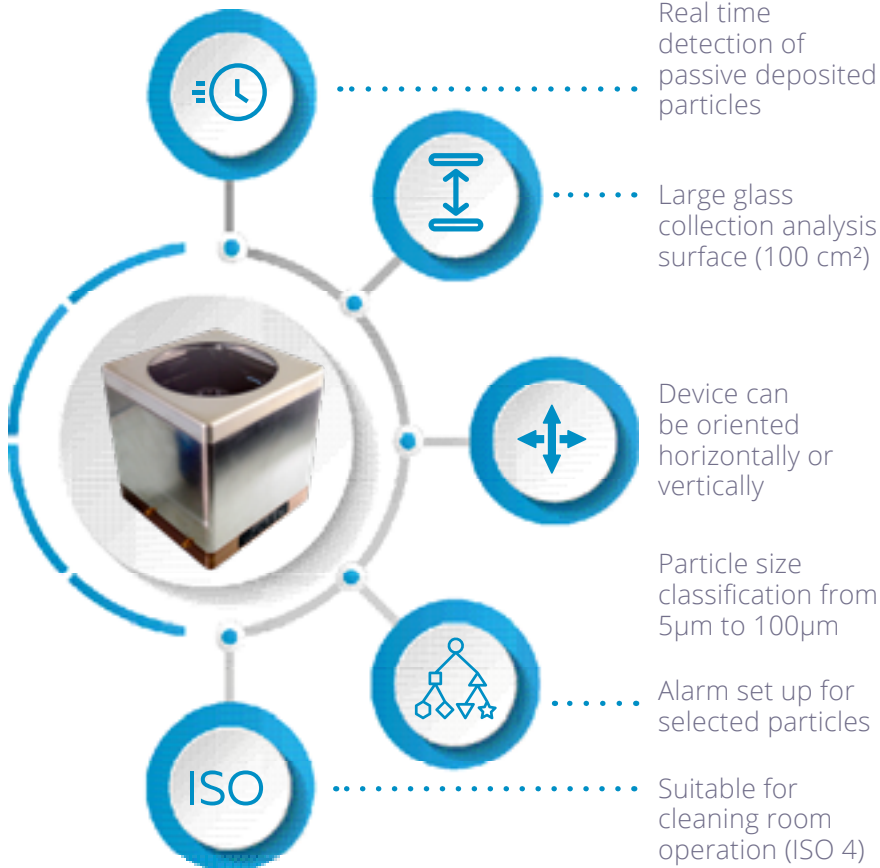 Real time
detection of
passive deposited
particles
Large glass
collection analysis
surface (100 cm²)
Device can
be oriented
horizontally or
vertically
Particle size
classification from
5µm to 100µm
Alarm set up for
selected particles
ISO
Suitable for
cleaning room
operation (ISO 4)